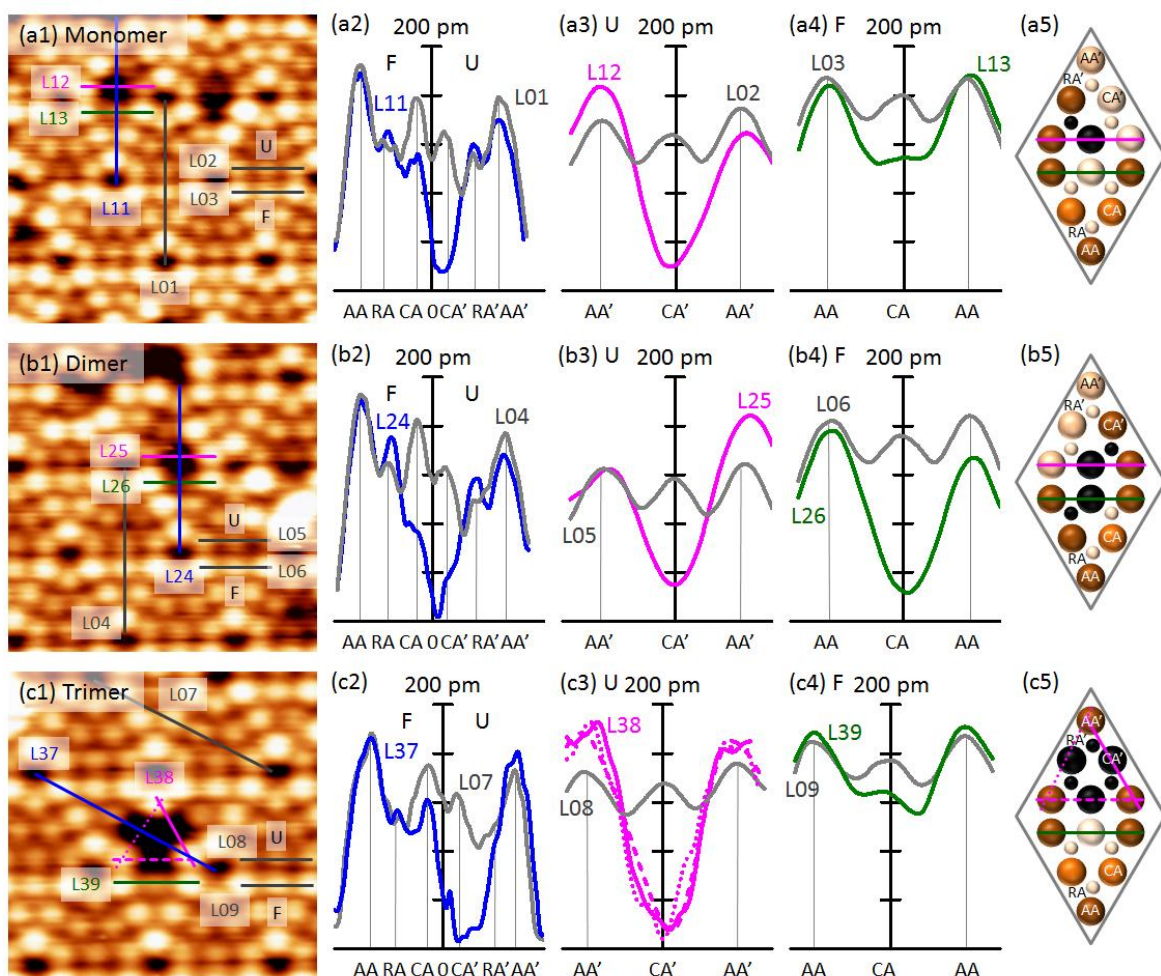 (a1) Monomer
L12
L13
L02
U
L03
F
L11
L01
(a2)
200 pm
F
U
L11
L01
AA RA CA 0 CA' RA' AA'
(a3) U
200 pm
L12
L02
AA' CA' AA'
(a4) F
200 pm
L03
L13
AA CA AA
(a5)
AA'
RA'
CA'
CA
RA
AA
(b1) Dimer
L25
L26
U
L05
L06
L24
F
L04
(b2)
200 pm
F
U
L24
L04
AA RA CA 0 CA' RA' AA'
(b3) U
200 pm
L25
L05
AA' CA' AA'
(b4) F
200 pm
L06
L26
AA CA AA
(b5)
AA'
RA'
CA'
CA
RA
AA
(c1) Trimer
L07
L37
L38
L08
U
L39
L09
F
(c2)
200 pm
F
U
L37
L07
AA RA CA 0 CA' RA' AA'
(c3) U
200 pm
L38
L08
AA' CA' AA'
(c4) F
200 pm
L39
L09
AA CA AA
(c5)
AA'
RA'
CA'
CA
RA
AA